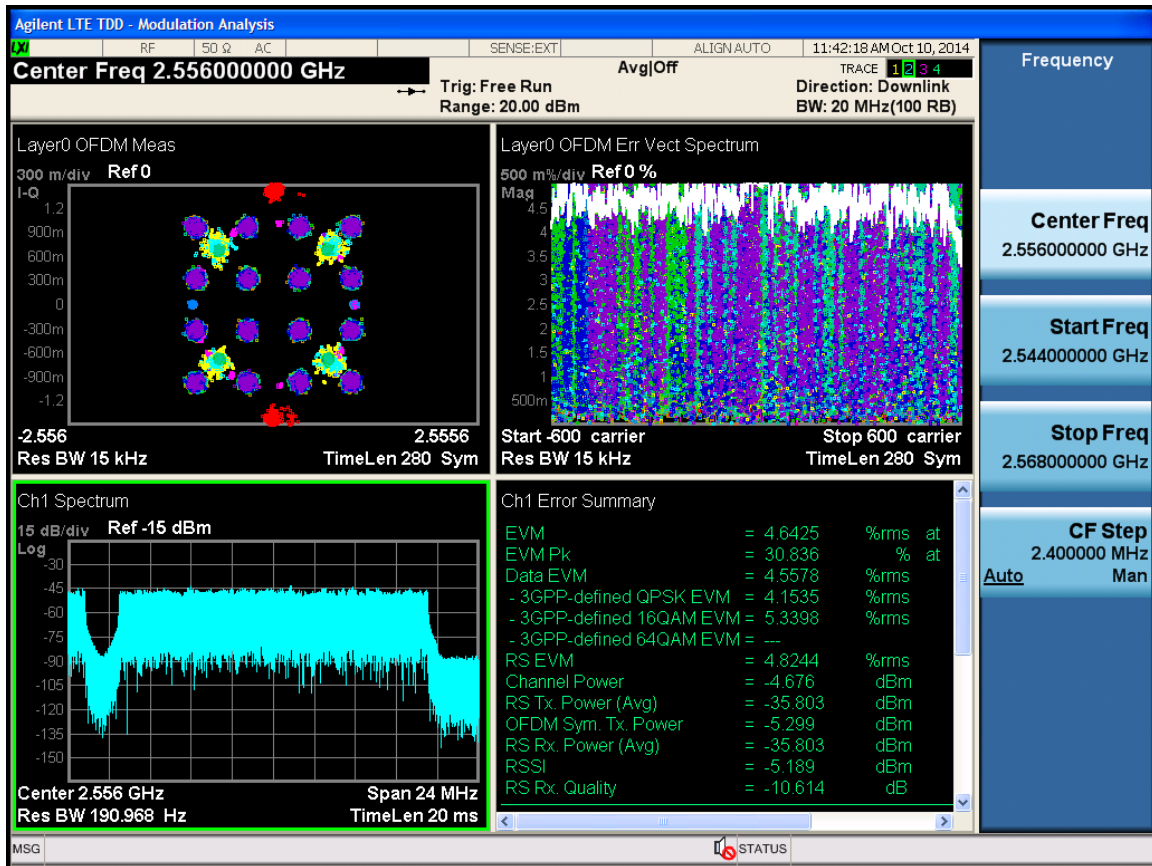 Agilent LTE TDD - Modulation Analysis
LXI RF 50 Ω AC SENSE:EXT ALIGN AUTO 11:42:18 AM Oct 10, 2014
Center Freq 2.556000000 GHz
Avg|Off
TRACE 1 2 3 4
Trig: Free Run
Direction: Downlink
Range: 20.00 dBm
BW: 20 MHz(100 RB)
Layer0 OFDM Meas
300 m/div Ref 0
I-Q
1.2
900m
600m
300m
0
-300m
-600m
-900m
-1.2
-2.556 2.5556
Res BW 15 kHz TimeLen 280 Sym
Layer0 OFDM Err Vect Spectrum
500 m%/div Ref 0 %
Mag
4.5
4
3.5
3
2.5
2
1.5
1
500m
Start -600 carrier Stop 600 carrier
Res BW 15 kHz TimeLen 280 Sym
Ch1 Spectrum
15 dB/div Ref -15 dBm
Log
-30
-45
-60
-75
-90
-105
-120
-135
-150
Center 2.556 GHz Span 24 MHz
Res BW 190.968 Hz TimeLen 20 ms
Ch1 Error Summary
EVM = 4.6425 %rms at
EVM Pk = 30.836 % at
Data EVM = 4.5578 %rms
- 3GPP-defined QPSK EVM = 4.1535 %rms
- 3GPP-defined 16QAM EVM = 5.3398 %rms
- 3GPP-defined 64QAM EVM = ---
RS EVM = 4.8244 %rms
Channel Power = -4.676 dBm
RS Tx. Power (Avg) = -35.803 dBm
OFDM Sym. Tx. Power = -5.299 dBm
RS Rx. Power (Avg) = -35.803 dBm
RSSI = -5.189 dBm
RS Rx. Quality = -10.614 dB
Frequency
Center Freq
2.556000000 GHz
Start Freq
2.544000000 GHz
Stop Freq
2.568000000 GHz
CF Step
2.400000 MHz
Auto Man
MSG STATUS